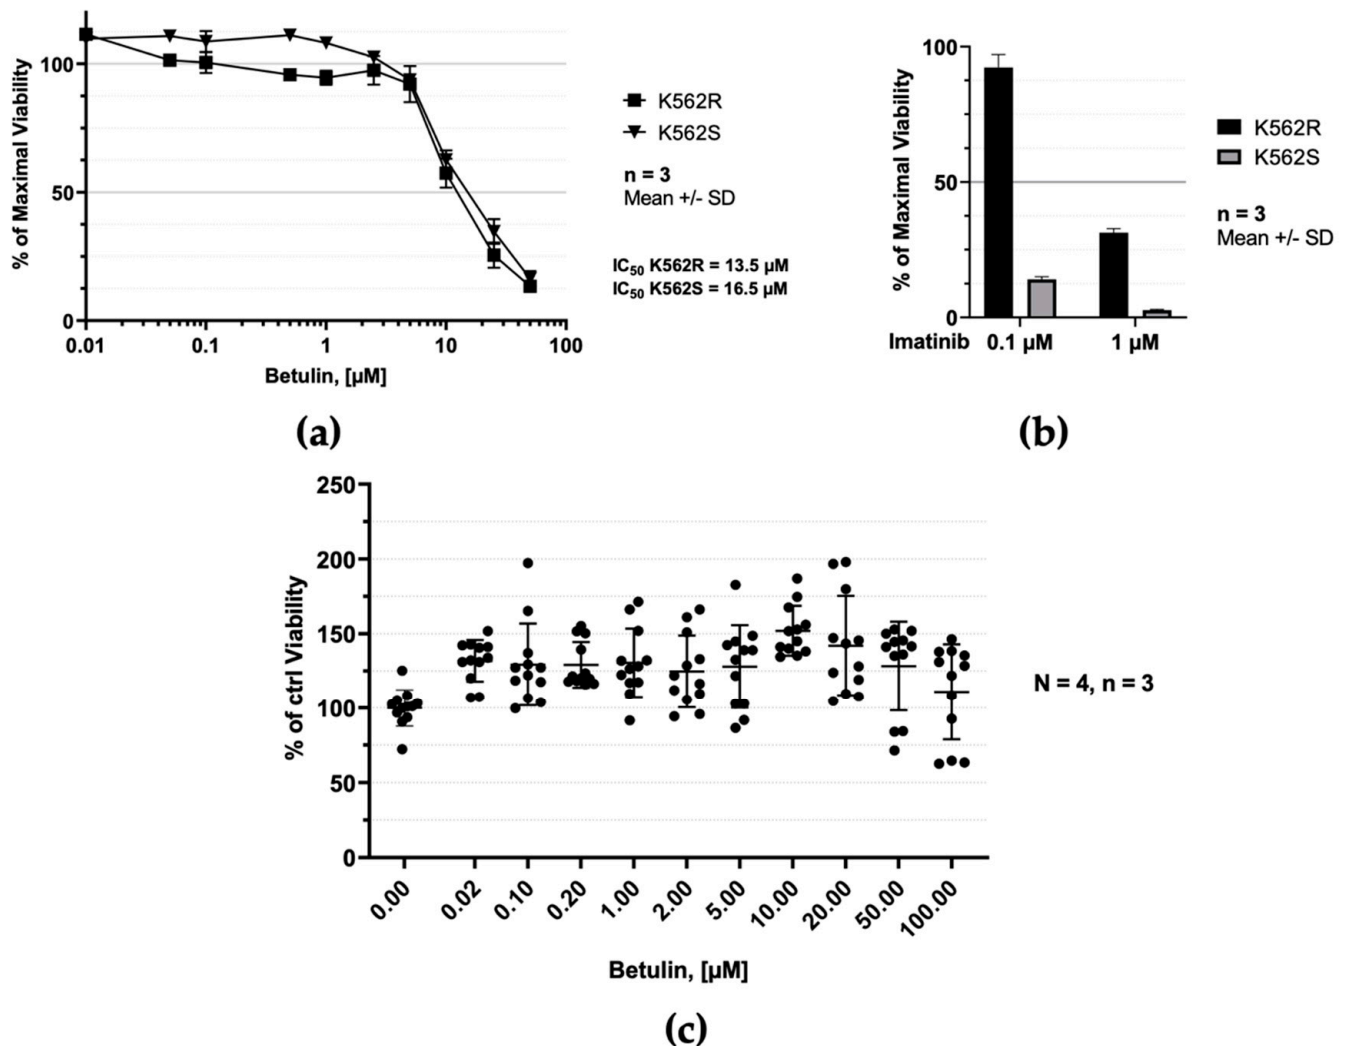 % of Maximal Viability
100
50
0
0.01 0.1 1 10 100
Betulin, [µM]
K562R
K562S
n = 3
Mean +/- SD
IC50 K562R = 13.5 µM
IC50 K562S = 16.5 µM
(a)
% of Maximal Viability
100
50
0
Imatinib 0.1 µM 1 µM
K562R
K562S
n = 3
Mean +/- SD
(b)
% of ctrl Viability
250
200
150
100
50
0
0.00 0.02 0.10 0.20 1.00 2.00 5.00 10.00 20.00 50.00 100.00
Betulin, [µM]
N = 4, n = 3
(c)